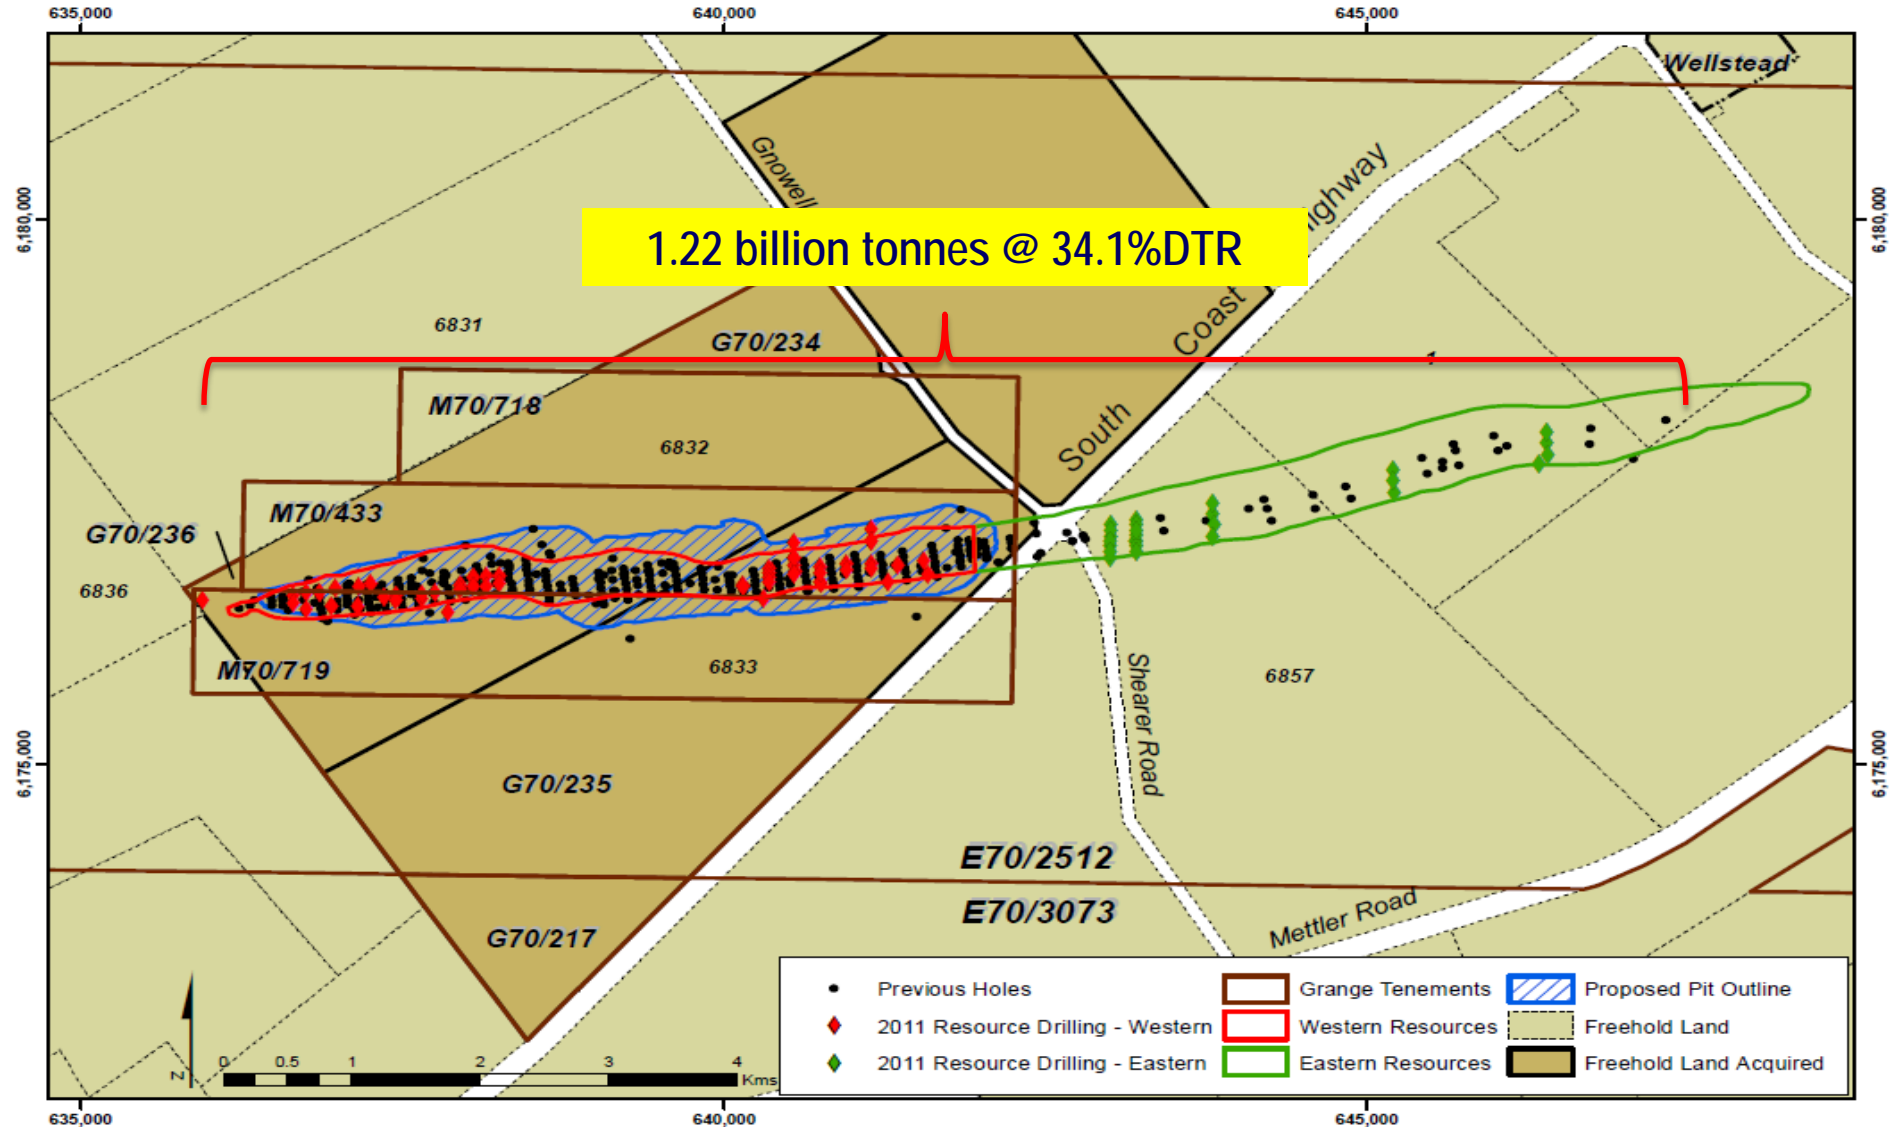 635,000
640,000
645,000
Wellstead
Gnowell
Highway
6,180,000
6,180,000
1.22 billion tonnes @ 34.1%DTR
Coast
6831
G70/234
1
M70/718
South
6832
M70/433
G70/236
6836
M70/719
6833
6857
Shearer Road
6,175,000
6,175,000
G70/235
E70/2512
E70/3073
Mettler Road
G70/217
Previous Holes
Grange Tenements
Proposed Pit Outline
2011 Resource Drilling - Western
Western Resources
Freehold Land
2011 Resource Drilling - Eastern
Eastern Resources
Freehold Land Acquired
N
0 0.5 1 2 3 4
Kms
635,000
640,000
645,000